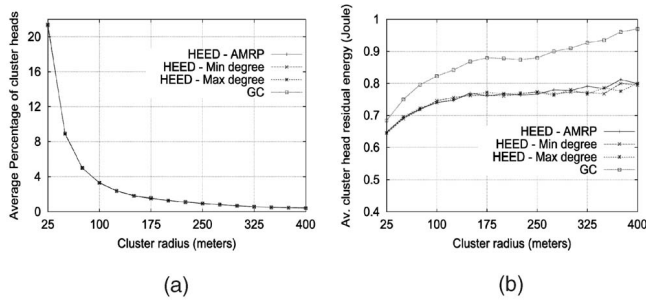 Average Percentage of cluster heads
20
16
12
8
4
0
25 100 175 250 325 400
Cluster radius (meters)
HEED - AMRP
HEED - Min degree
HEED - Max degree
GC
(a)
Av. cluster head residual energy (Joule)
1
0.9
0.8
0.7
0.6
0.5
0.4
25 100 175 250 325 400
Cluster radius (meters)
HEED - AMRP
HEED - Min degree
HEED - Max degree
GC
(b)